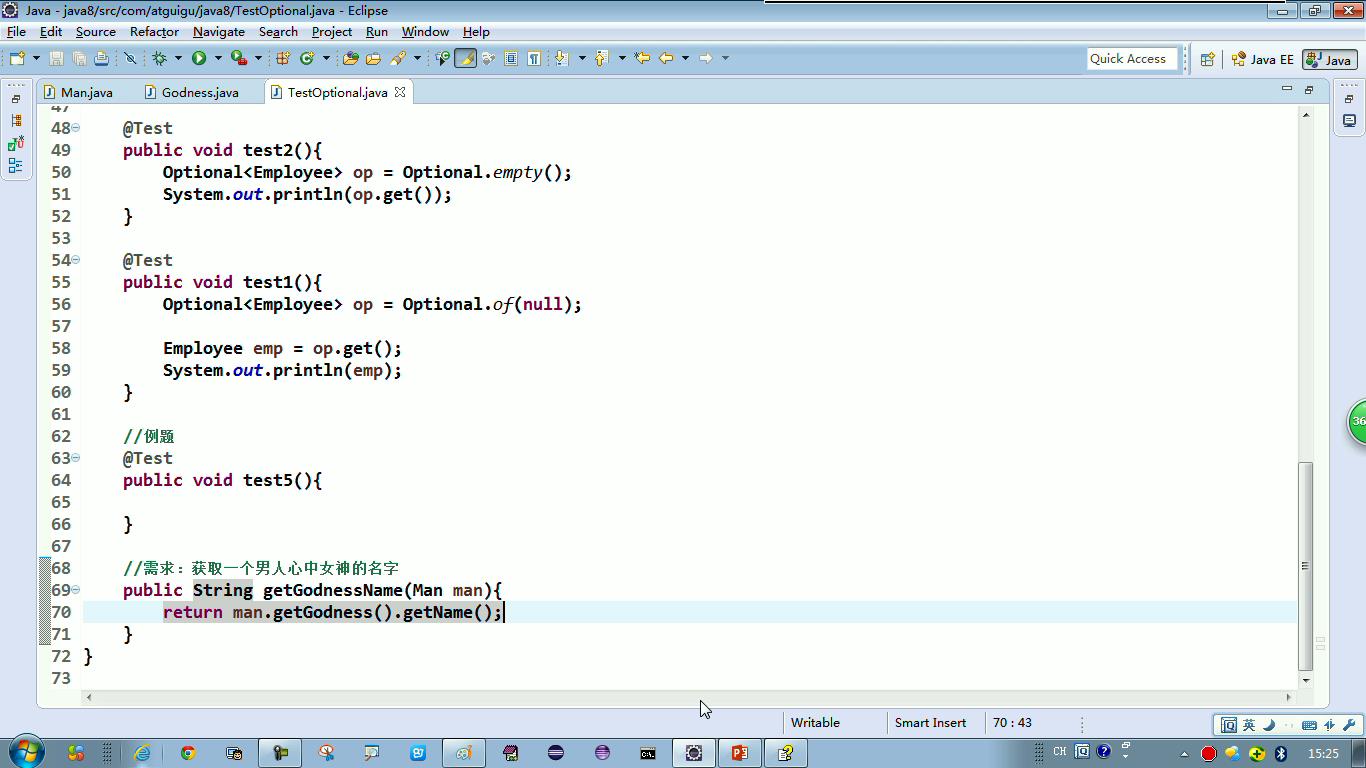 Java - java8/src/com/atguigu/java8/TestOptional.java - Eclipse
File Edit Source Refactor Navigate Search Project Run Window Help
Quick Access Java EE Java
Man.java Godness.java TestOptional.java
47
48 @Test
49 public void test2(){
50 Optional<Employee> op = Optional.empty();
51 System.out.println(op.get());
52 }
53
54 @Test
55 public void test1(){
56 Optional<Employee> op = Optional.of(null);
57
58 Employee emp = op.get();
59 System.out.println(emp);
60 }
61
62 //例题
63 @Test
64 public void test5(){
65
66 }
67
68 //需求：获取一个男人心中女神的名字
69 public String getGodnessName(Man man){
70 return man.getGodness().getName();
71 }
72 }
73
36
Writable Smart Insert 70 : 43
英
CH
15:25